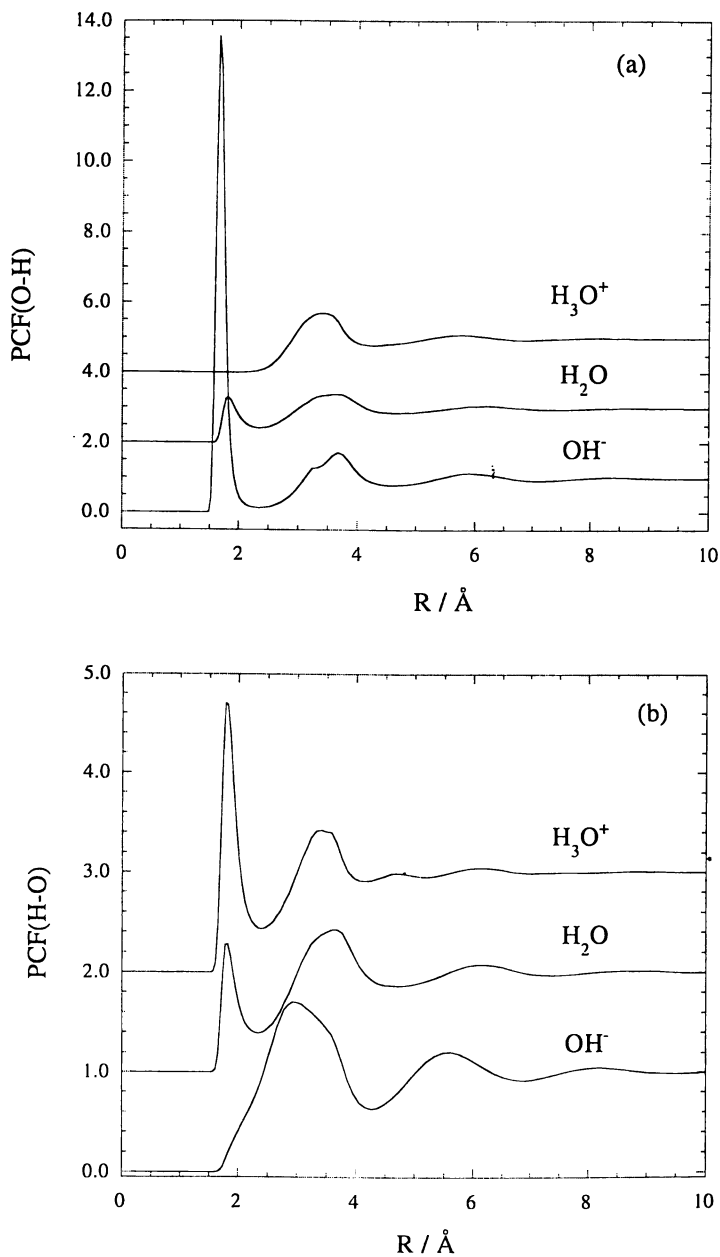 14.0
(a)
12.0
10.0
8.0
PCF(O-H)
6.0
H₃O⁺
4.0
H₂O
2.0
OH⁻
0.0
0 2 4 6 8 10
R / Å
5.0
(b)
4.0
H₃O⁺
3.0
PCF(H-O)
H₂O
2.0
OH⁻
1.0
0.0
0 2 4 6 8 10
R / Å